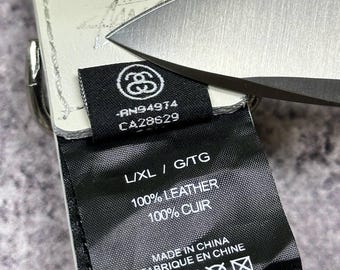 RN94974
CA28629
L/XL / G/TG
100% LEATHER
100% CUIR
MADE IN CHINA
FABRIQUE EN CHINE